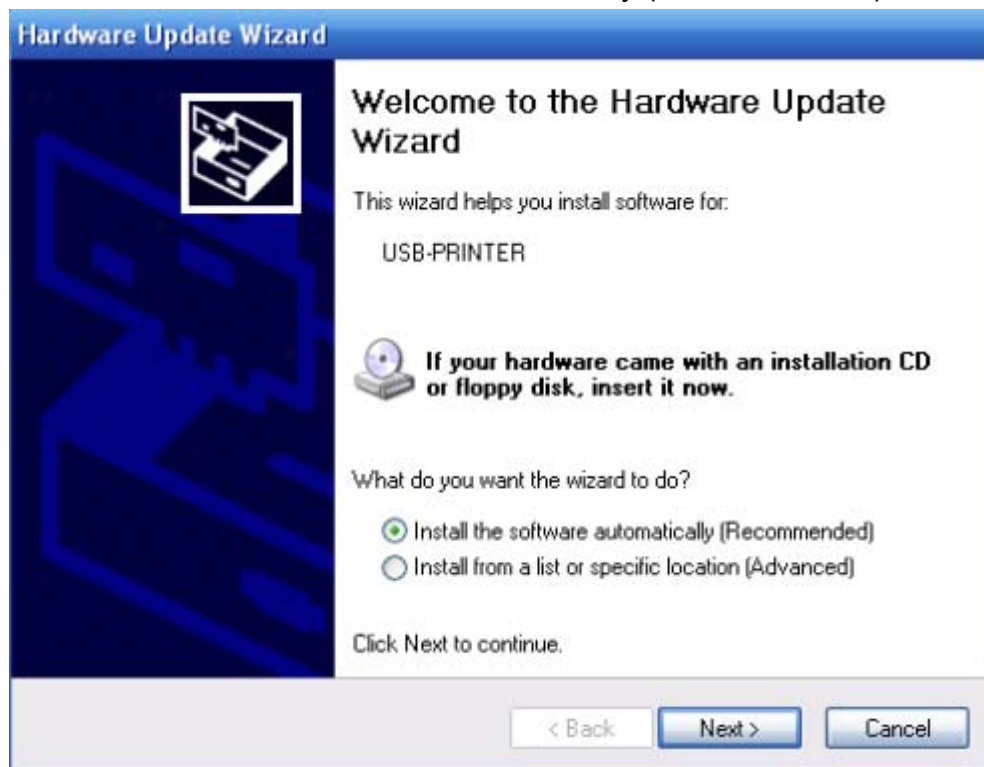 Hardware Update Wizard
Welcome to the Hardware Update
Wizard
This wizard helps you install software for:
USB-PRINTER
If your hardware came with an installation CD
or floppy disk, insert it now.
What do you want the wizard to do?
Install the software automatically (Recommended)
Install from a list or specific location (Advanced)
Click Next to continue.
< Back
Next >
Cancel